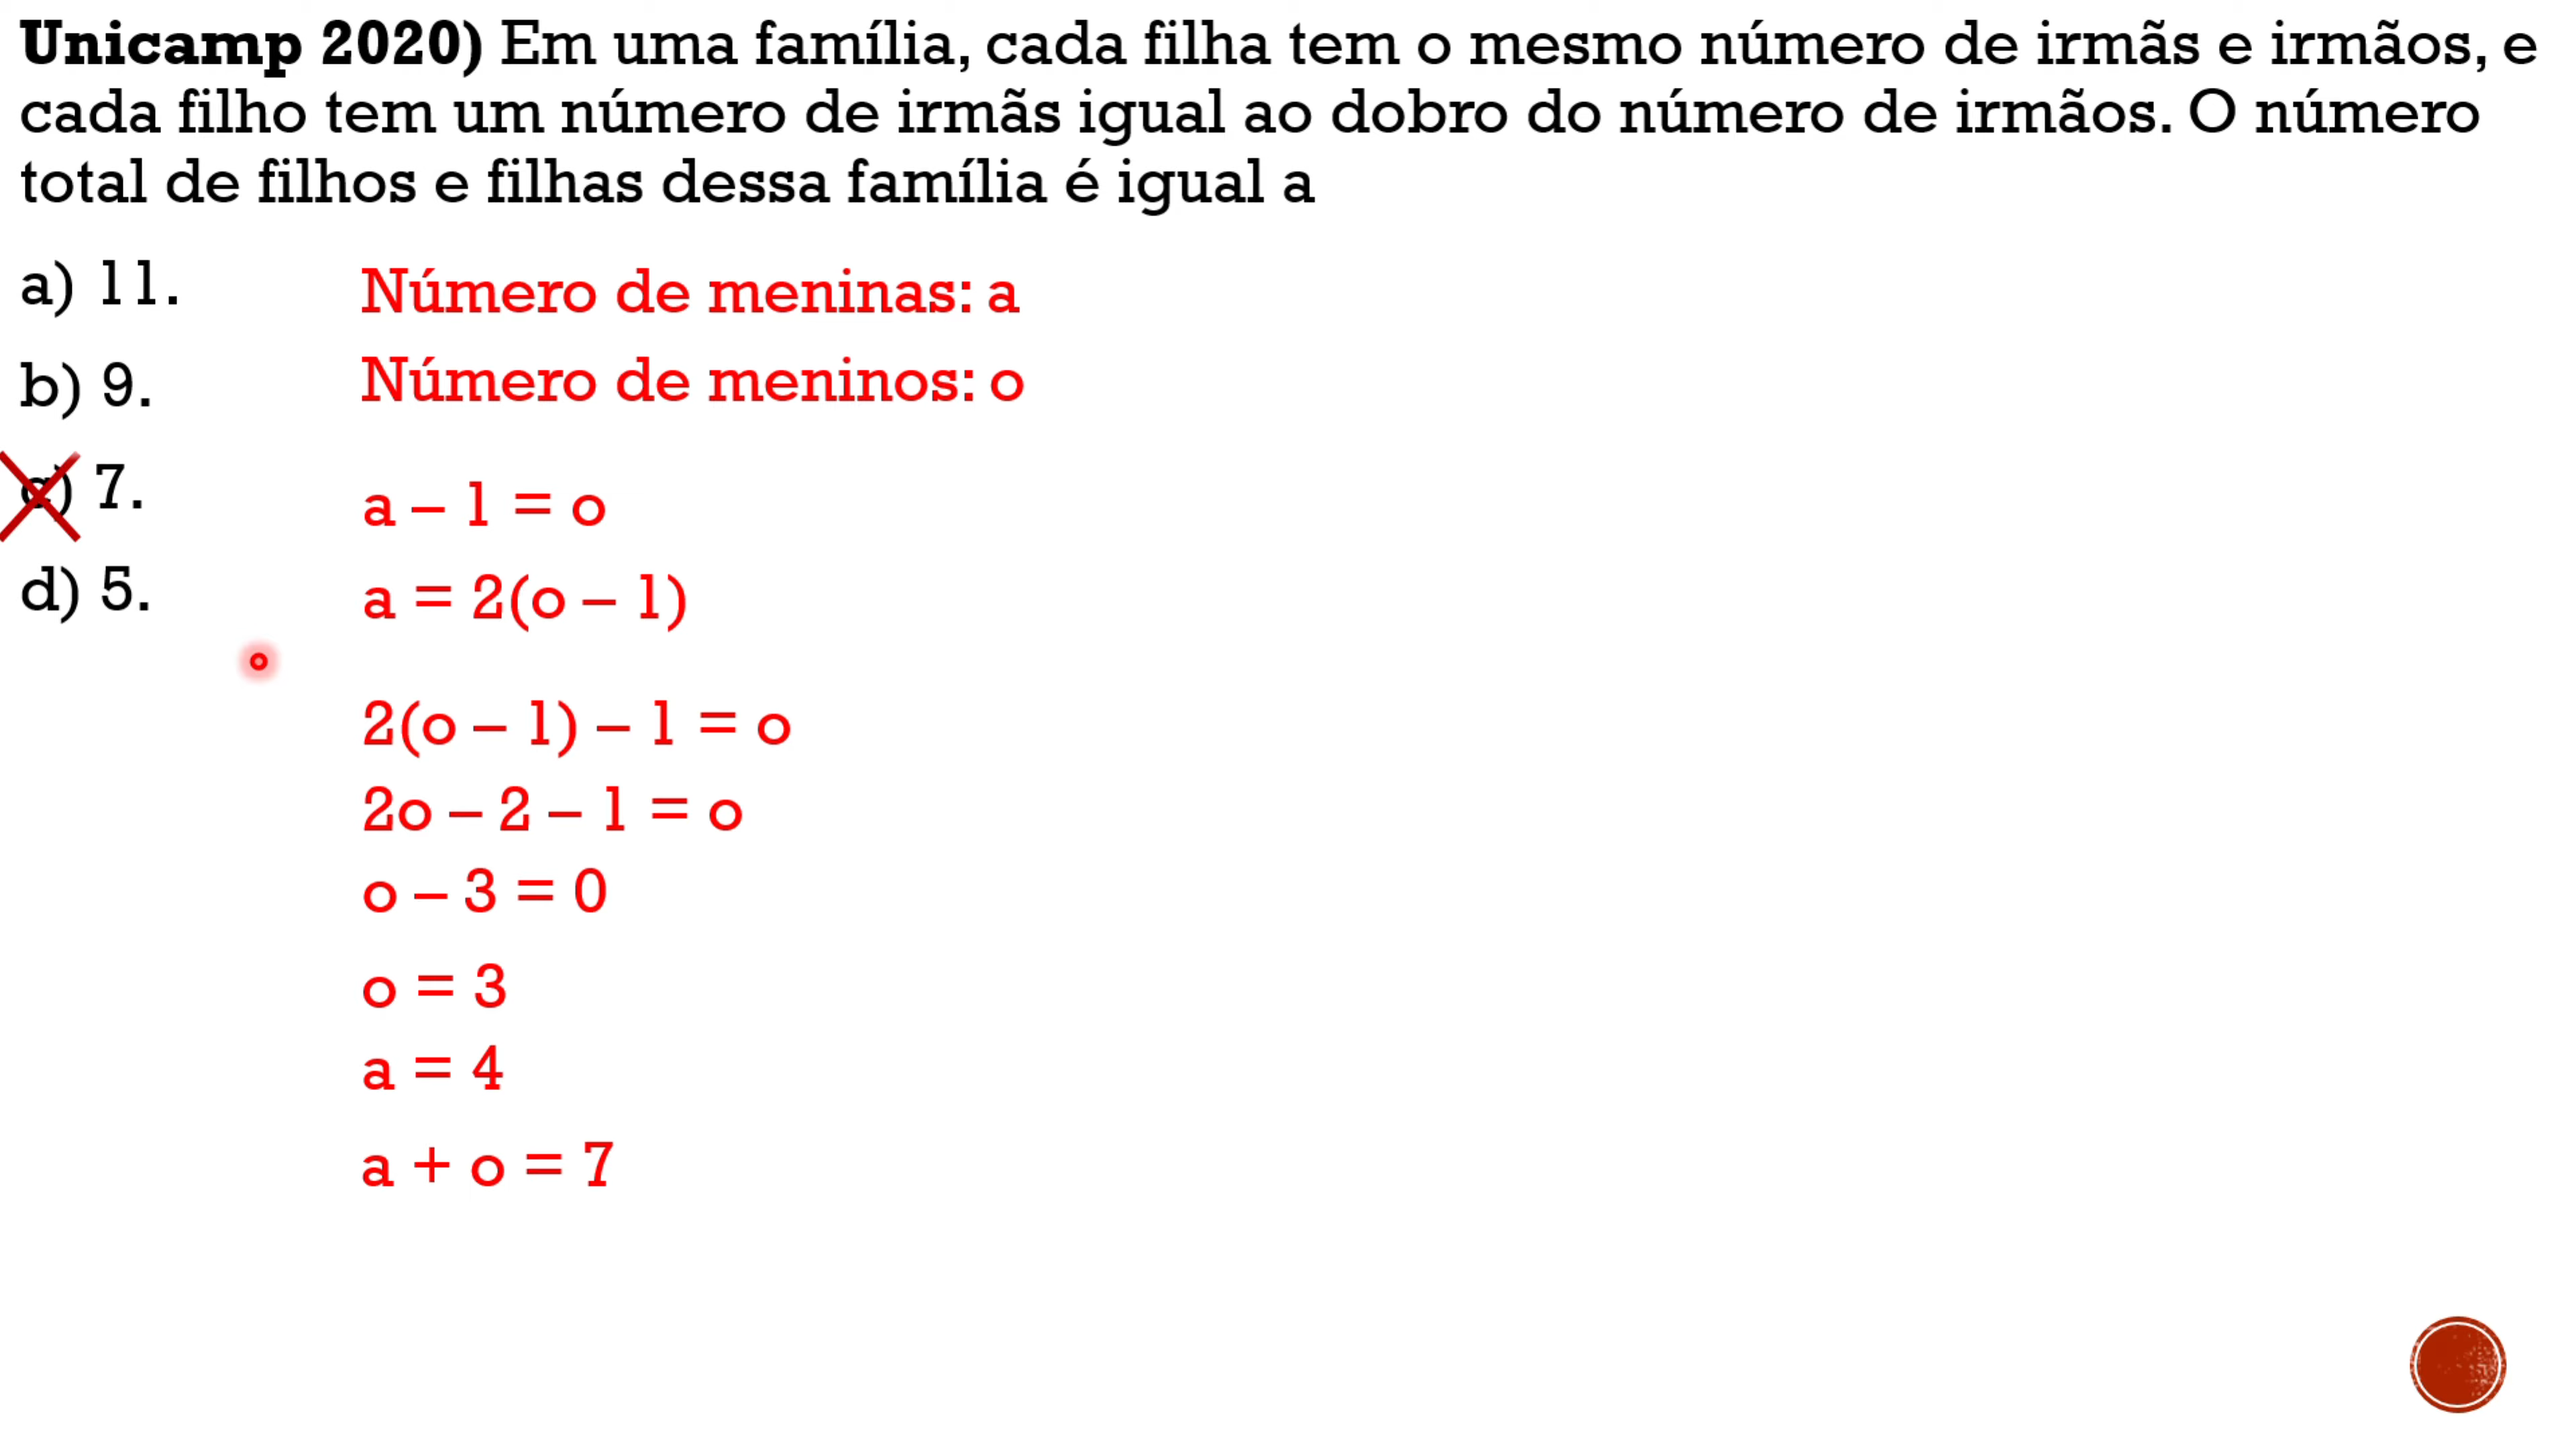 Unicamp 2020) Em uma família, cada filha tem o mesmo número de irmãs e irmãos, e
cada filho tem um número de irmãs igual ao dobro do número de irmãos. O número
total de filhos e filhas dessa família é igual a
a) 11.
b) 9.
c) 7.
d) 5.
Número de meninas: a
Número de meninos: o
a – 1 = o
a = 2(o – 1)
2(o – 1) – 1 = o
2o – 2 – 1 = o
o – 3 = 0
o = 3
a = 4
a + o = 7